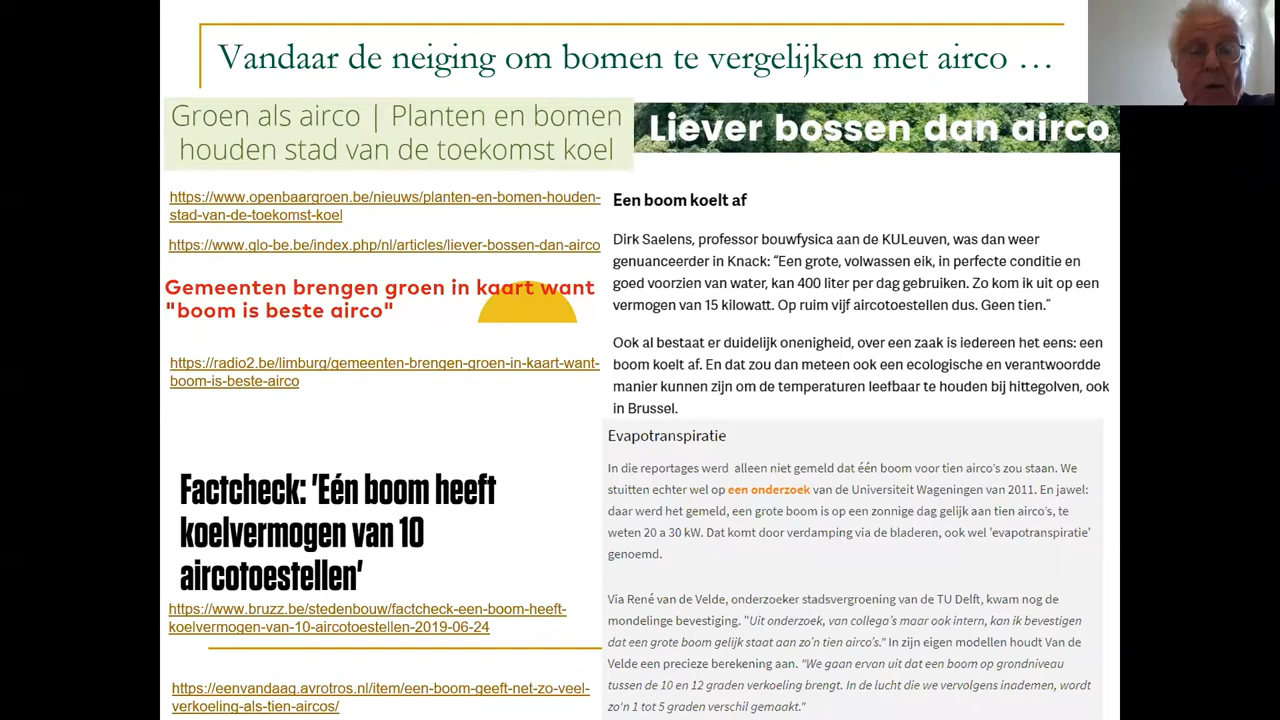 Vandaar de neiging om bomen te vergelijken met airco …
Groen als airco | Planten en bomen
houden stad van de toekomst koel
Liever bossen dan airco
https://www.openbaargroen.be/nieuws/planten-en-bomen-houden-
stad-van-de-toekomst-koel
https://www.glo-be.be/index.php/nl/articles/liever-bossen-dan-airco
Gemeenten brengen groen in kaart want
"boom is beste airco"
https://radio2.be/limburg/gemeenten-brengen-groen-in-kaart-want-
boom-is-beste-airco
Factcheck: 'Eén boom heeft
koelvermogen van 10
aircotoestellen'
https://www.bruzz.be/stedenbouw/factcheck-een-boom-heeft-
koelvermogen-van-10-aircotoestellen-2019-06-24
https://eenvandaag.avrotros.nl/item/een-boom-geeft-net-zo-veel-
verkoeling-als-tien-aircos/
Een boom koelt af
Dirk Saelens, professor bouwfysica aan de KULeuven, was dan weer
genuanceerder in Knack: “Een grote, volwassen eik, in perfecte conditie en
goed voorzien van water, kan 400 liter per dag gebruiken. Zo kom ik uit op een
vermogen van 15 kilowatt. Op ruim vijf aircotoestellen dus. Geen tien.”
Ook al bestaat er duidelijk onenigheid, over een zaak is iedereen het eens: een
boom koelt af. En dat zou dan meteen ook een ecologische en verantwoordde
manier kunnen zijn om de temperaturen leefbaar te houden bij hittegolven, ook
in Brussel.
Evapotranspiratie
In die reportages werd alleen niet gemeld dat één boom voor tien airco's zou staan. We
stuitten echter wel op een onderzoek van de Universiteit Wageningen van 2011. En jawel:
daar werd het gemeld, een grote boom is op een zonnige dag gelijk aan tien airco's, te
weten 20 a 30 kW. Dat komt door verdamping via de bladeren, ook wel 'evapotranspiratie'
genoemd.
Via René van de Velde, onderzoeker stadsvergroening van de TU Delft, kwam nog de
mondelinge bevestiging. "Uit onderzoek, van collega's maar ook intern, kan ik bevestigen
dat een grote boom gelijk staat aan zo'n tien airco's." In zijn eigen modellen houdt Van de
Velde een precieze berekening aan. "We gaan ervan uit dat een boom op grondniveau
tussen de 10 en 12 graden verkoeling brengt. In de lucht die we vervolgens inademen, wordt
zo'n 1 tot 5 graden verschil gemaakt."